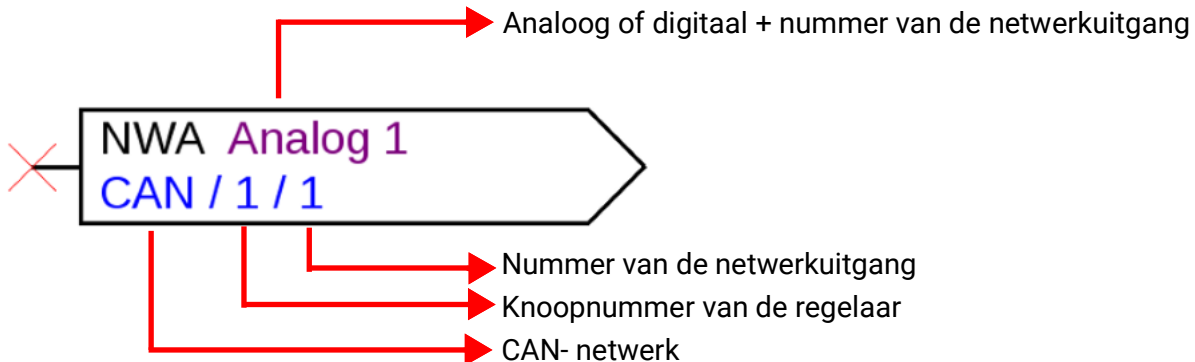 Analoog of digitaal + nummer van de netwerkuitgang
NWA Analog 1
CAN / 1 / 1
Nummer van de netwerkuitgang
Knoopnummer van de regelaar
CAN- netwerk